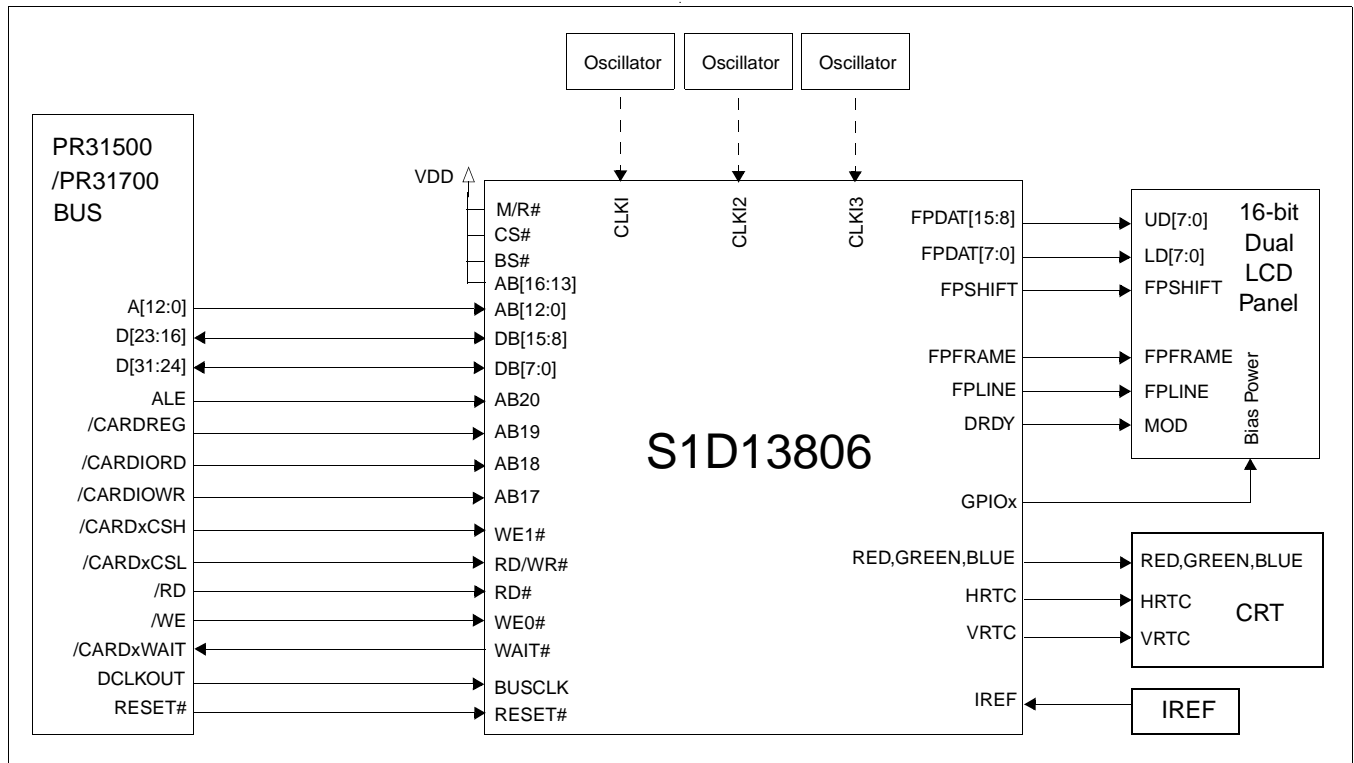 Oscillator
Oscillator
Oscillator
PR31500
/PR31700
BUS
A[12:0]
D[23:16]
D[31:24]
ALE
/CARDREG
/CARDIORD
/CARDIOWR
/CARDxCSH
/CARDxCSL
/RD
/WE
/CARDxWAIT
DCLKOUT
RESET#
VDD
M/R#
CS#
BS#
AB[16:13]
AB[12:0]
DB[15:8]
DB[7:0]
AB20
AB19
AB18
AB17
WE1#
RD/WR#
RD#
WE0#
WAIT#
BUSCLK
RESET#
CLKI
CLKI2
CLKI3
S1D13806
FPDAT[15:8]
FPDAT[7:0]
FPSHIFT
FPFRAME
FPLINE
DRDY
GPIOx
RED,GREEN,BLUE
HRTC
VRTC
IREF
UD[7:0]
LD[7:0]
FPSHIFT
FPFRAME
FPLINE
MOD
16-bit
Dual
LCD
Panel
Bias Power
RED,GREEN,BLUE
HRTC
VRTC
CRT
IREF